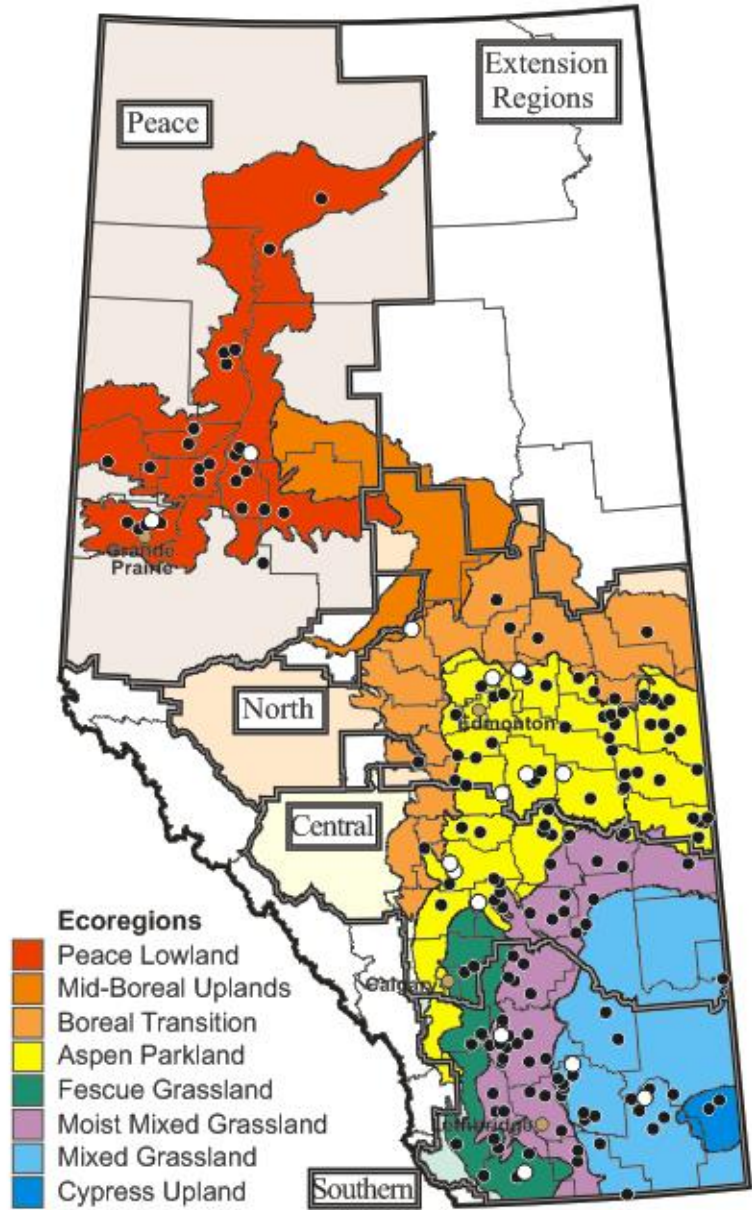 Extension
Regions
Peace
Grande
Prairie
North
Edmonton
Central
Calgary
Lethbridge
Southern
Ecoregions
Peace Lowland
Mid-Boreal Uplands
Boreal Transition
Aspen Parkland
Fescue Grassland
Moist Mixed Grassland
Mixed Grassland
Cypress Upland